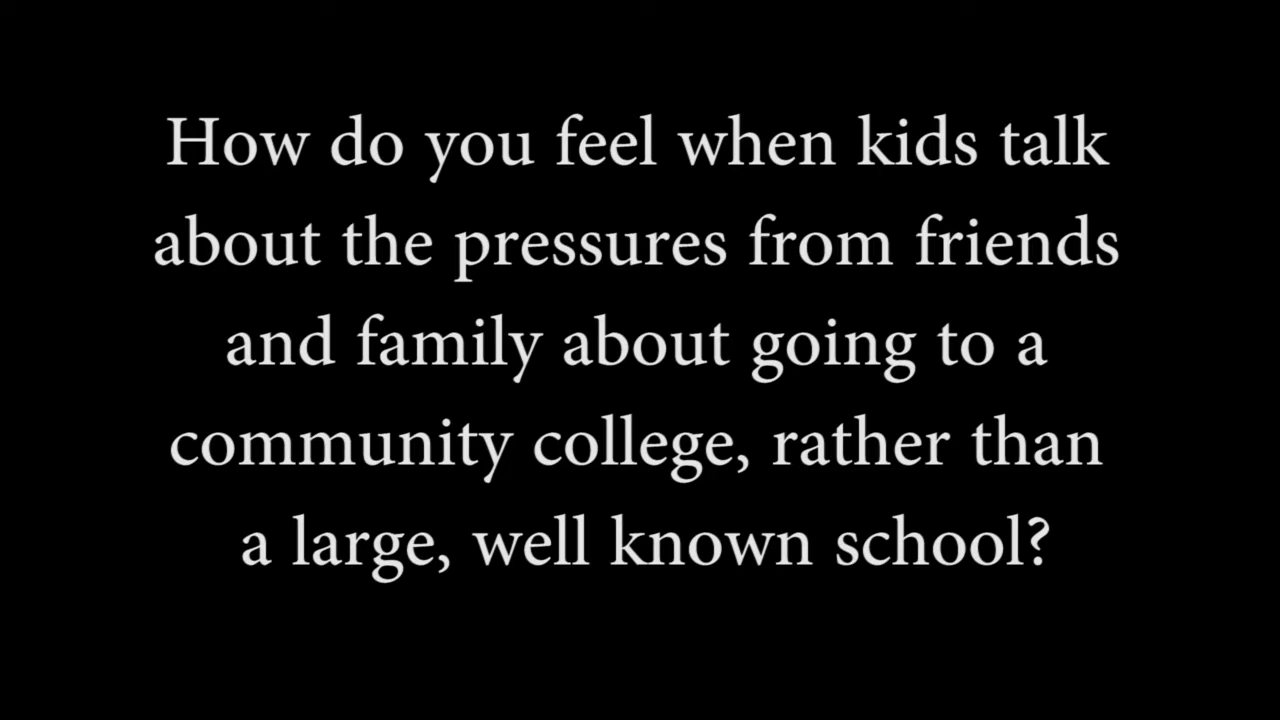 How do you feel when kids talk
about the pressures from friends
and family about going to a
community college, rather than
a large, well known school?